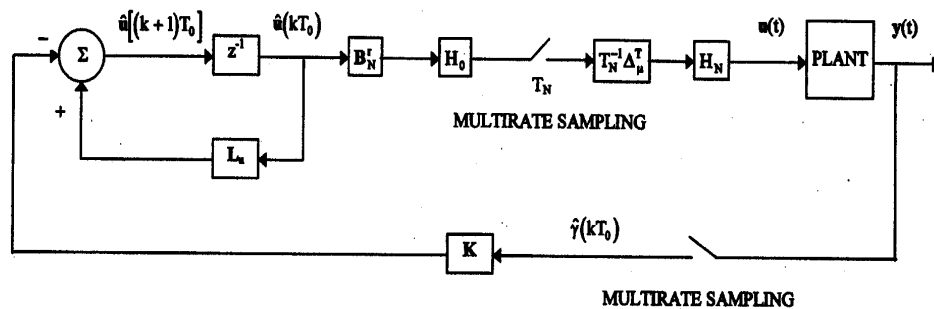 û[(k+1)T₀]
û(kT₀)
u(t)
y(t)
−
Σ
z⁻¹
B_N^r
H₀
T_N
T_N⁻¹Δ_μ^T
H_N
PLANT
+
MULTIRATE SAMPLING
L_u
γ̂(kT₀)
K
MULTIRATE SAMPLING